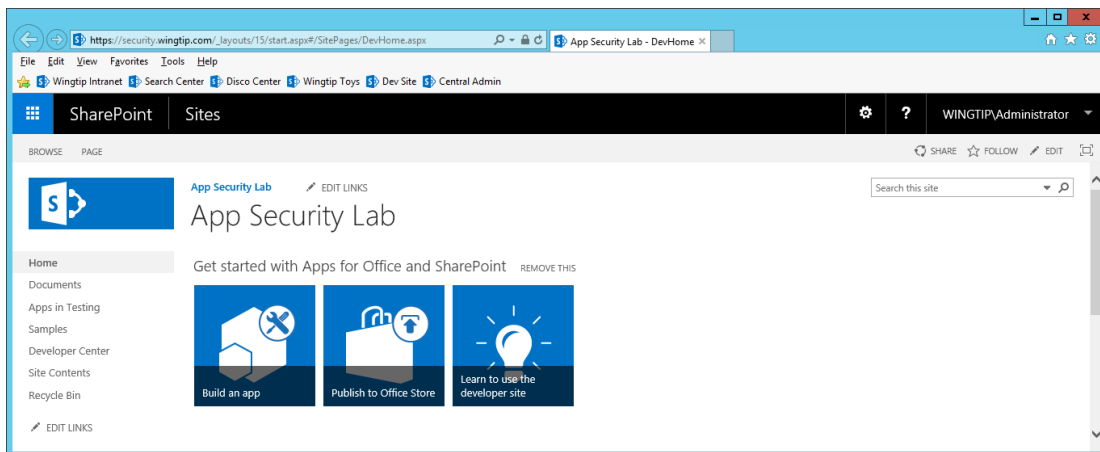 https://security.wingtip.com/_layouts/15/start.aspx#/SitePages/DevHome.aspx
App Security Lab - DevHome
File Edit View Favorites Tools Help
Wingtip Intranet Search Center Disco Center Wingtip Toys Dev Site Central Admin
SharePoint Sites ? WINGTIP\Administrator
BROWSE PAGE SHARE FOLLOW EDIT
S
App Security Lab EDIT LINKS Search this site
App Security Lab
Home
Documents
Apps in Testing
Samples
Developer Center
Site Contents
Recycle Bin
EDIT LINKS
Get started with Apps for Office and SharePoint REMOVE THIS
Build an app
Publish to Office Store
Learn to use the
developer site